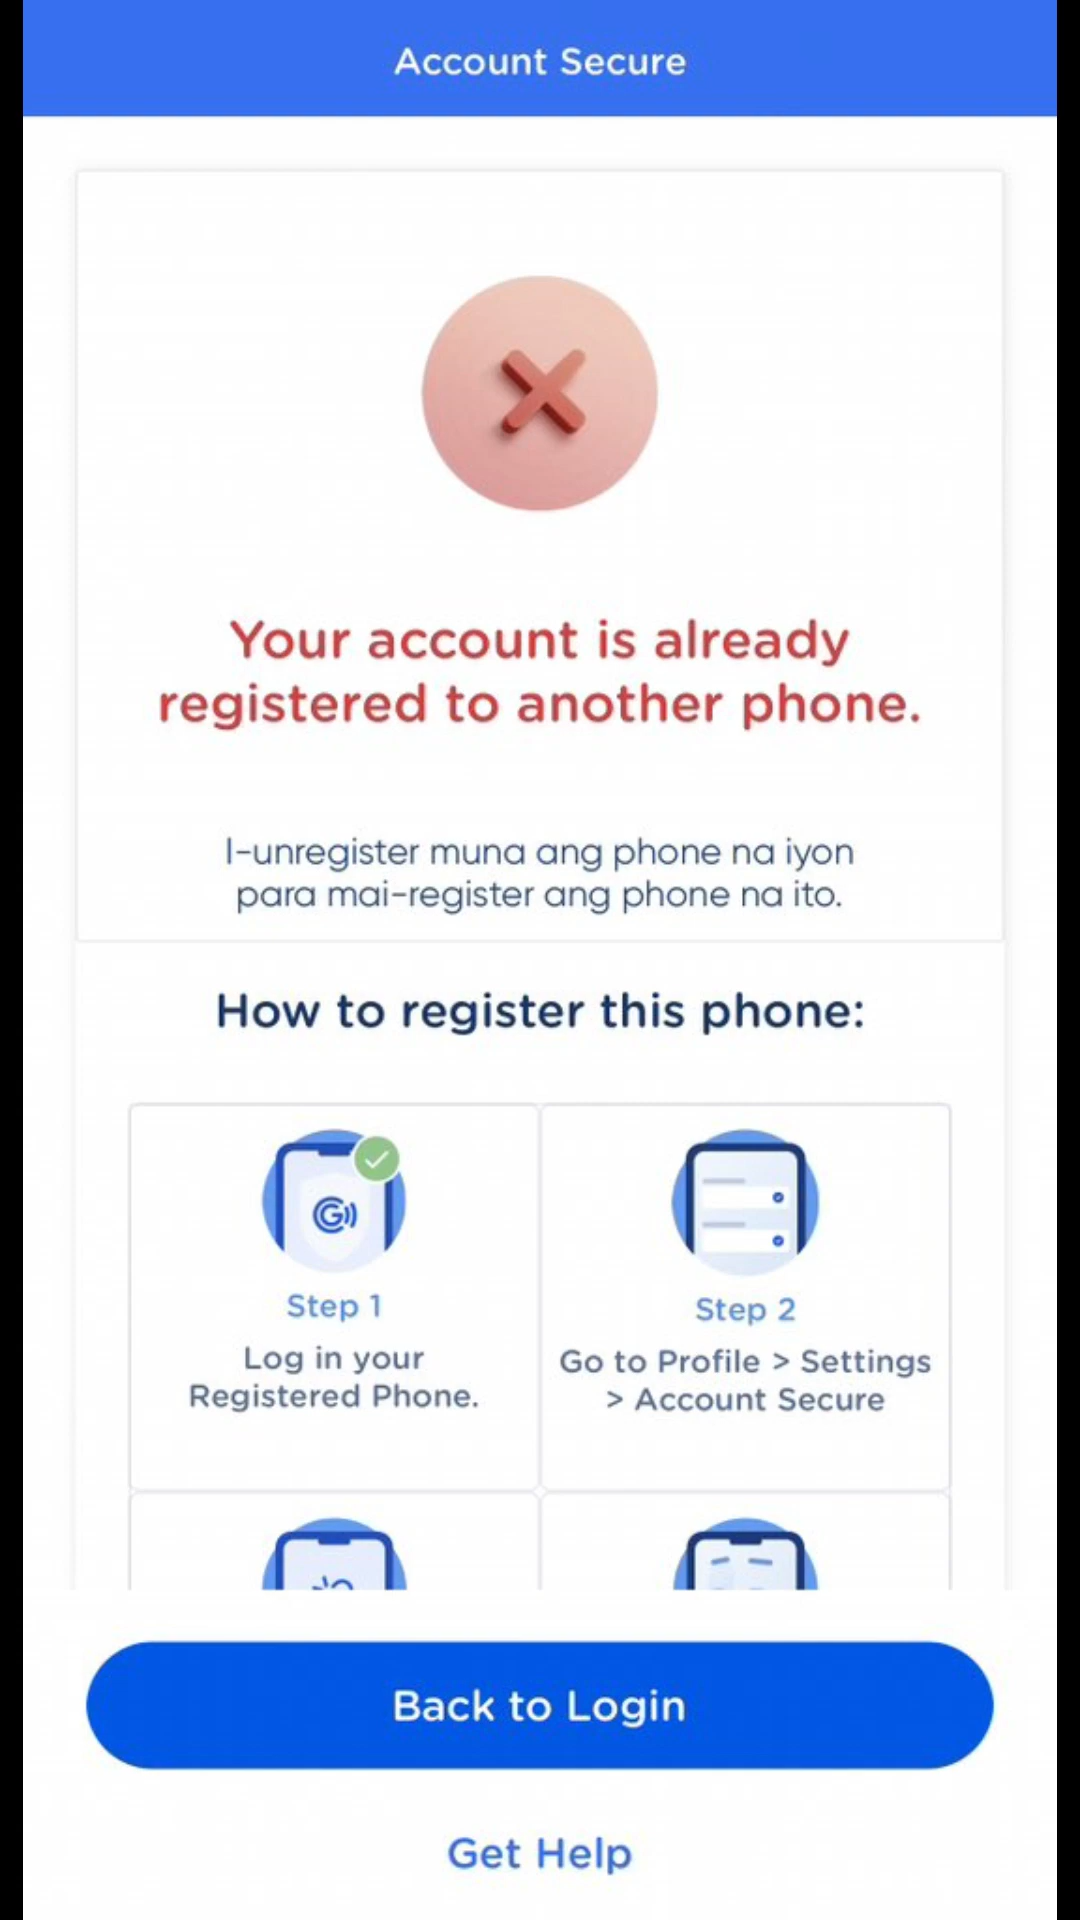 Account Secure
Your account is already
registered to another phone.
I-unregister muna ang phone na iyon
para mai-register ang phone na ito.
How to register this phone:
Step 1
Log in your
Registered Phone.
Step 2
Go to Profile > Settings
> Account Secure
Back to Login
Get Help